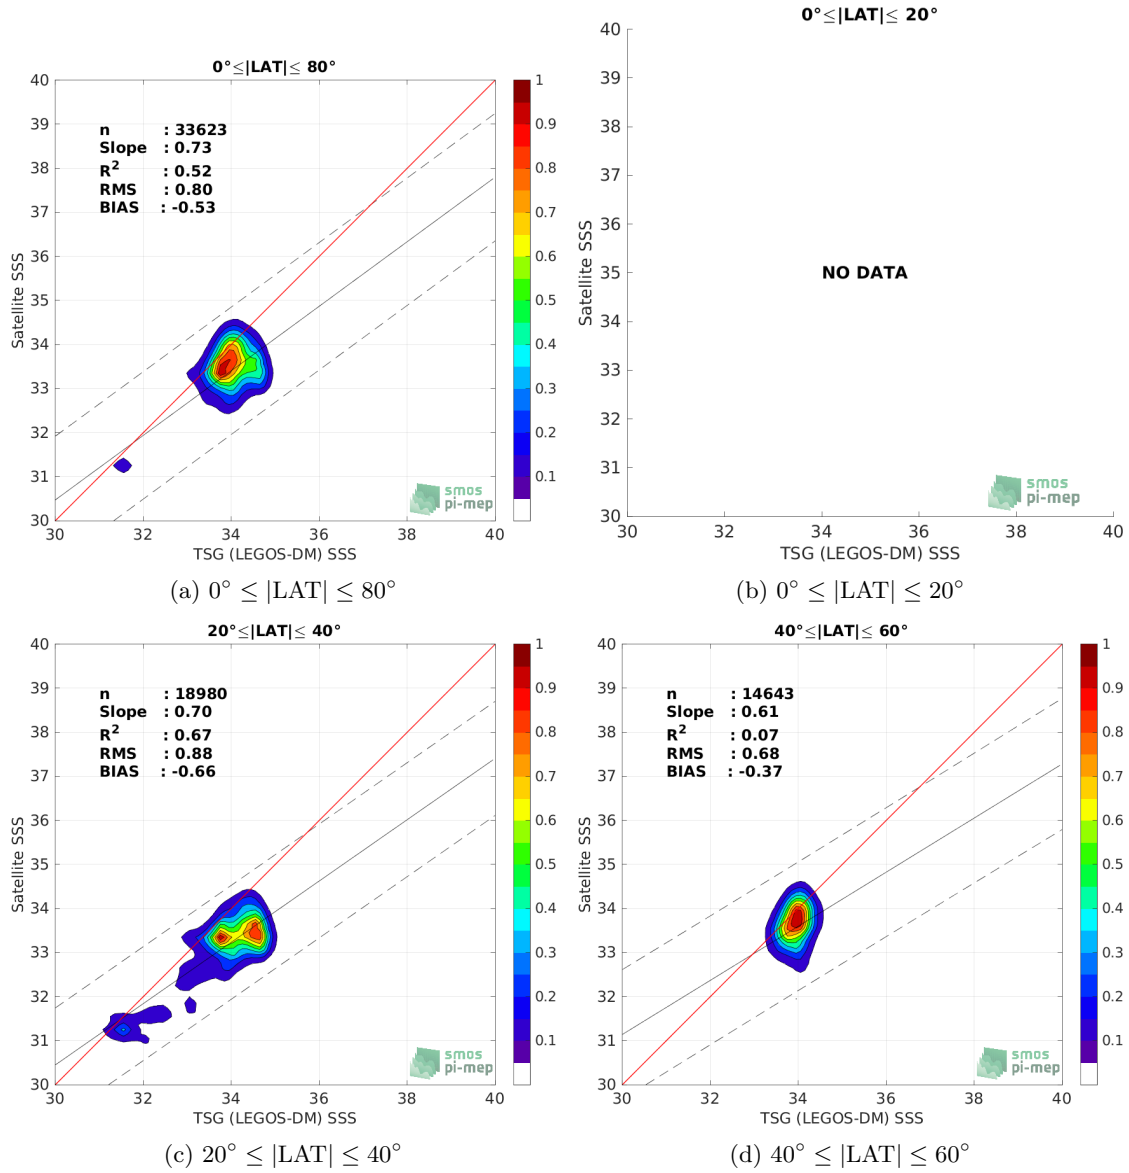 0°≤|LAT|≤ 80°
40
39
38
37
36
35
34
33
32
31
30
30
32
34
36
38
40
Satellite SSS
TSG (LEGOS-DM) SSS
n : 33623
Slope : 0.73
R² : 0.52
RMS : 0.80
BIAS : -0.53
smos
pi-mep
1
0.9
0.8
0.7
0.6
0.5
0.4
0.3
0.2
0.1
(a) 0° ≤ |LAT| ≤ 80°
0°≤|LAT|≤ 20°
40
39
38
37
36
35
34
33
32
31
30
30
32
34
36
38
40
Satellite SSS
TSG (LEGOS-DM) SSS
NO DATA
smos
pi-mep
(b) 0° ≤ |LAT| ≤ 20°
20°≤|LAT|≤ 40°
40
39
38
37
36
35
34
33
32
31
30
30
32
34
36
38
40
Satellite SSS
TSG (LEGOS-DM) SSS
n : 18980
Slope : 0.70
R² : 0.67
RMS : 0.88
BIAS : -0.66
smos
pi-mep
1
0.9
0.8
0.7
0.6
0.5
0.4
0.3
0.2
0.1
(c) 20° ≤ |LAT| ≤ 40°
40°≤|LAT|≤ 60°
40
39
38
37
36
35
34
33
32
31
30
30
32
34
36
38
40
Satellite SSS
TSG (LEGOS-DM) SSS
n : 14643
Slope : 0.61
R² : 0.07
RMS : 0.68
BIAS : -0.37
smos
pi-mep
1
0.9
0.8
0.7
0.6
0.5
0.4
0.3
0.2
0.1
(d) 40° ≤ |LAT| ≤ 60°